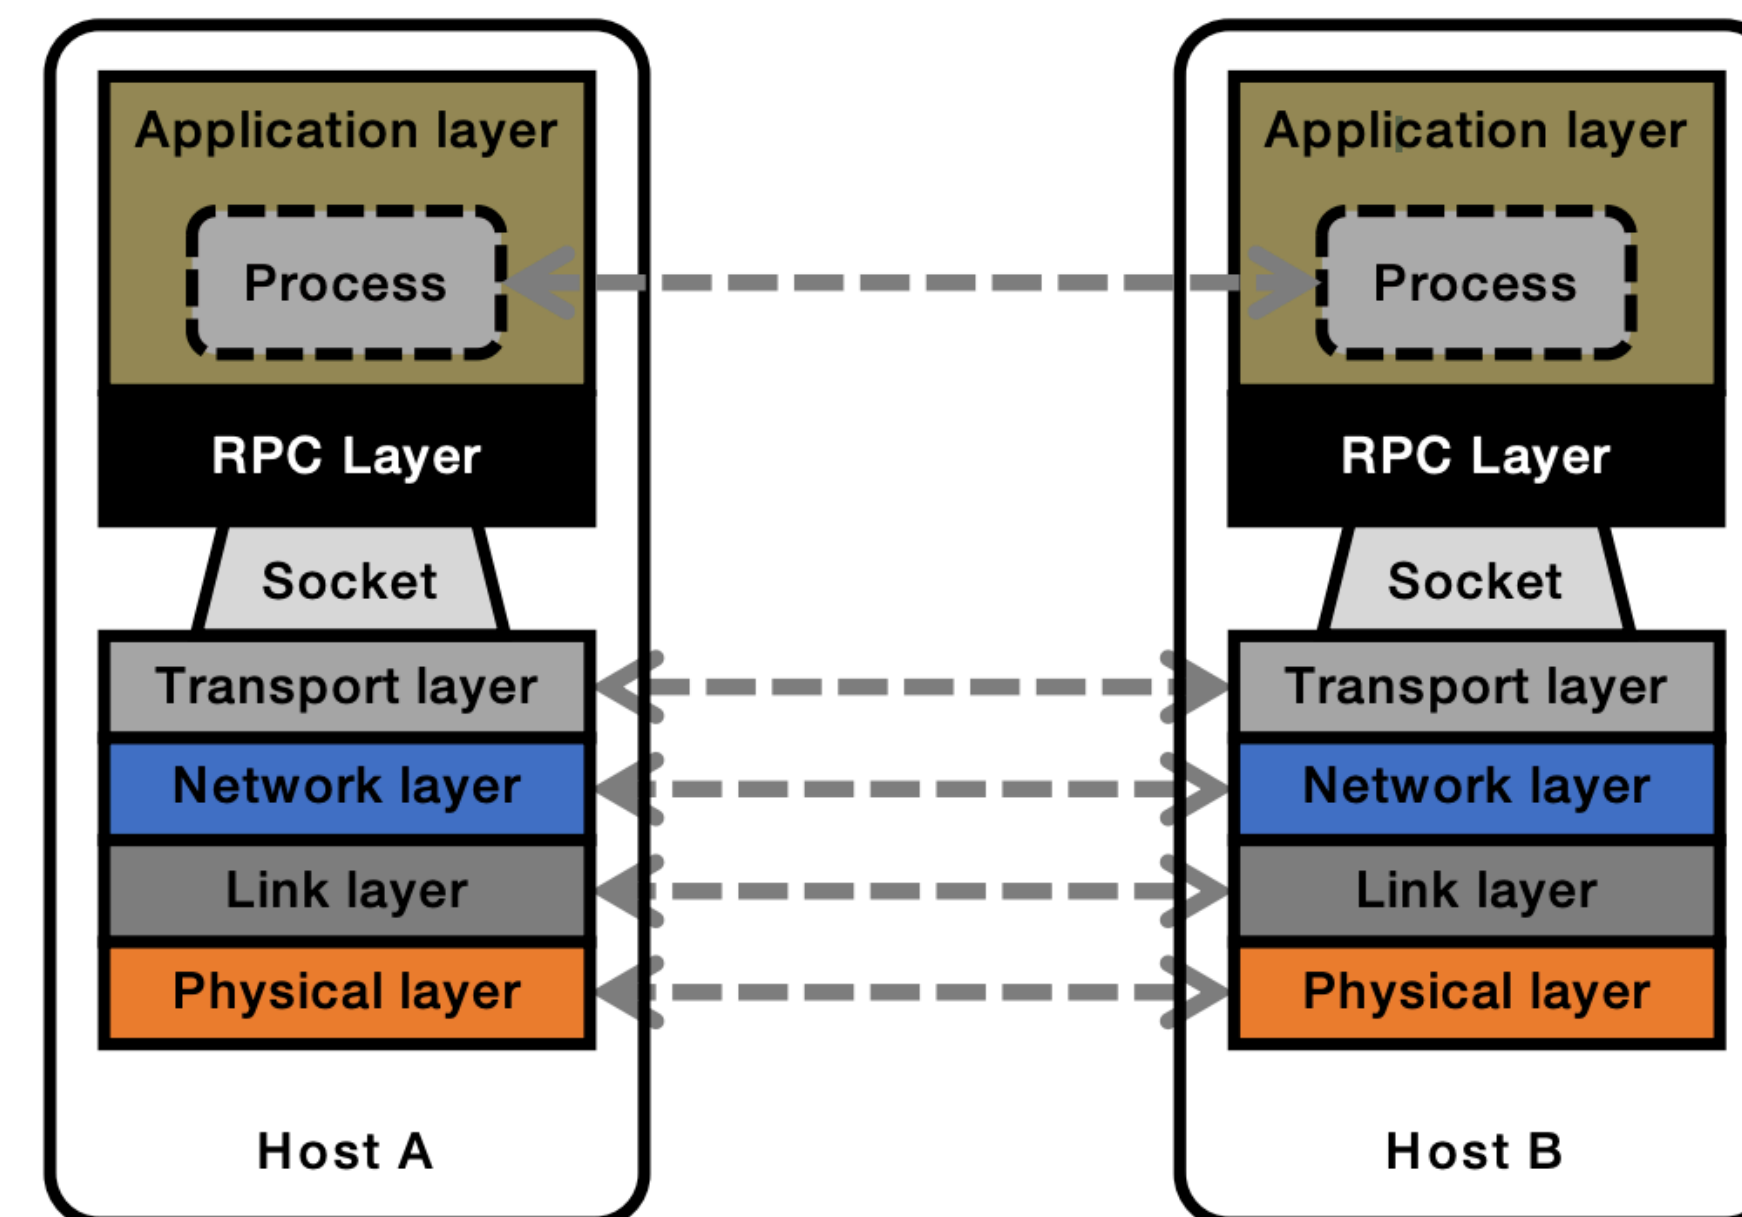 Application layer
Process
RPC Layer
Socket
Transport layer
Network layer
Link layer
Physical layer
Host A
Application layer
Process
RPC Layer
Socket
Transport layer
Network layer
Link layer
Physical layer
Host B